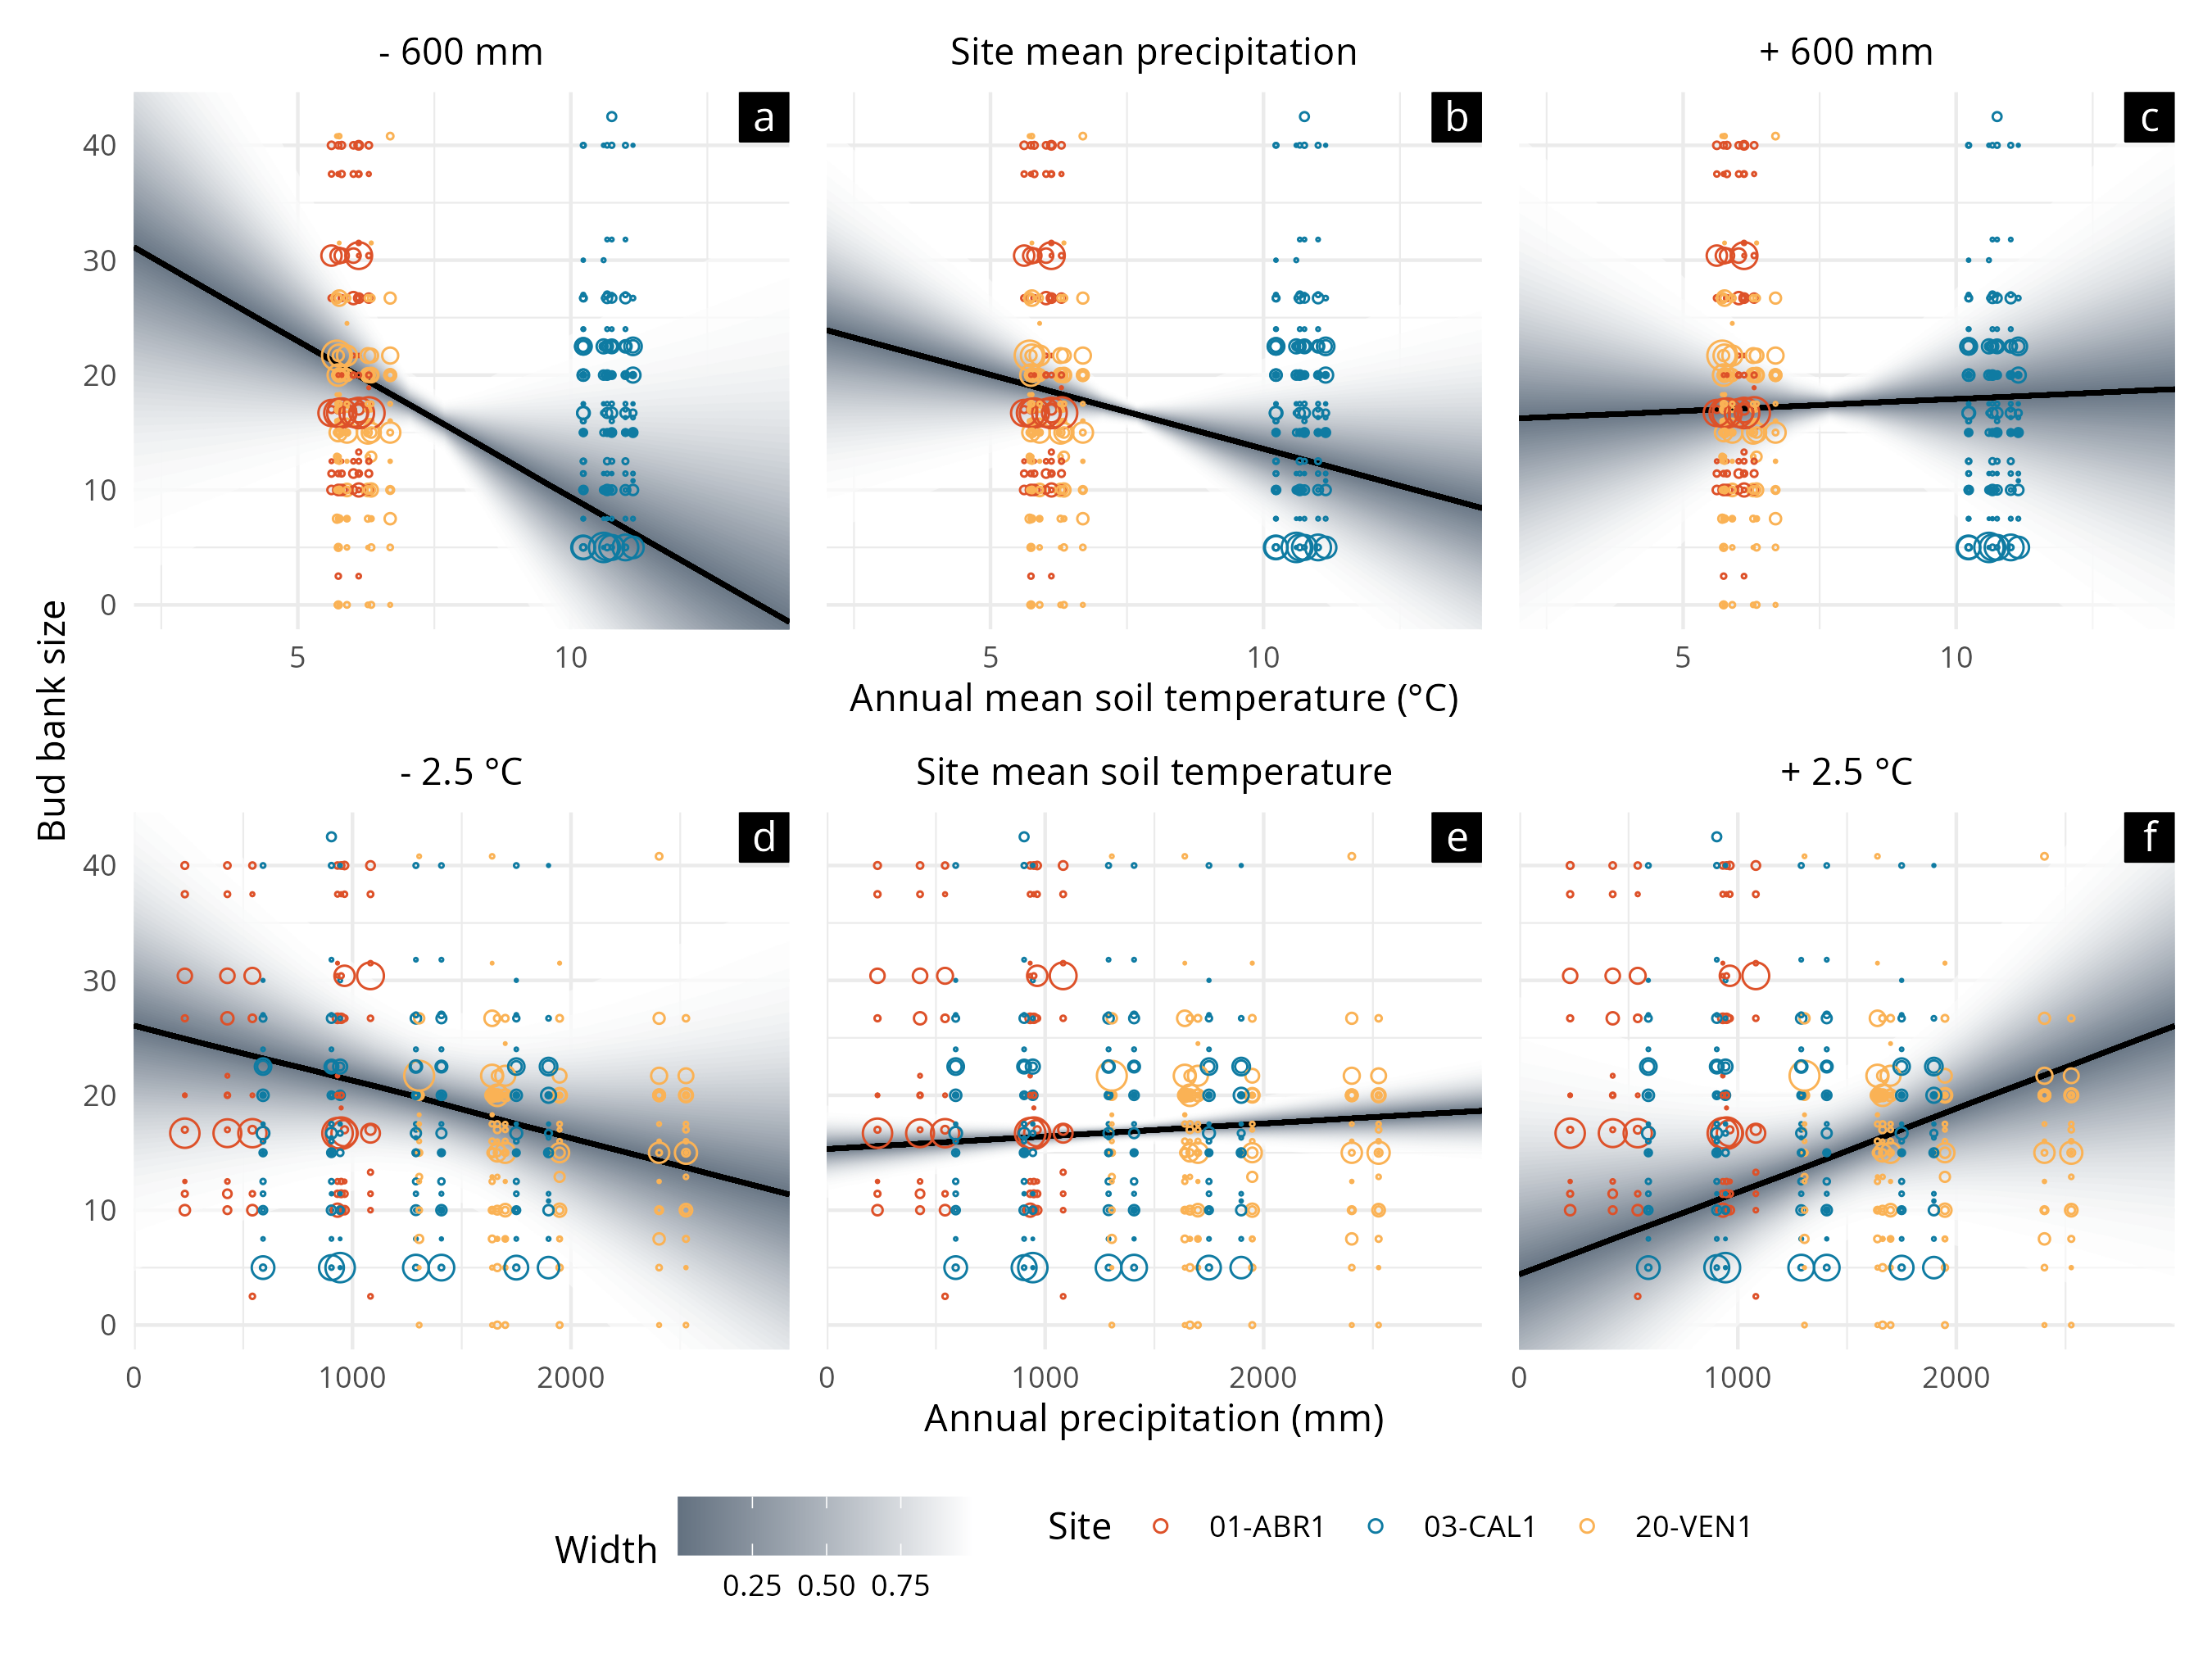 - 600 mm
Site mean precipitation
+ 600 mm
a
b
c
40
30
20
10
0
5
10
5
10
5
10
Annual mean soil temperature (°C)
Bud bank size
- 2.5 °C
Site mean soil temperature
+ 2.5 °C
d
e
f
40
30
20
10
0
0
1000
2000
0
1000
2000
0
1000
2000
Annual precipitation (mm)
Width
0.25 0.50 0.75
Site
01-ABR1
03-CAL1
20-VEN1